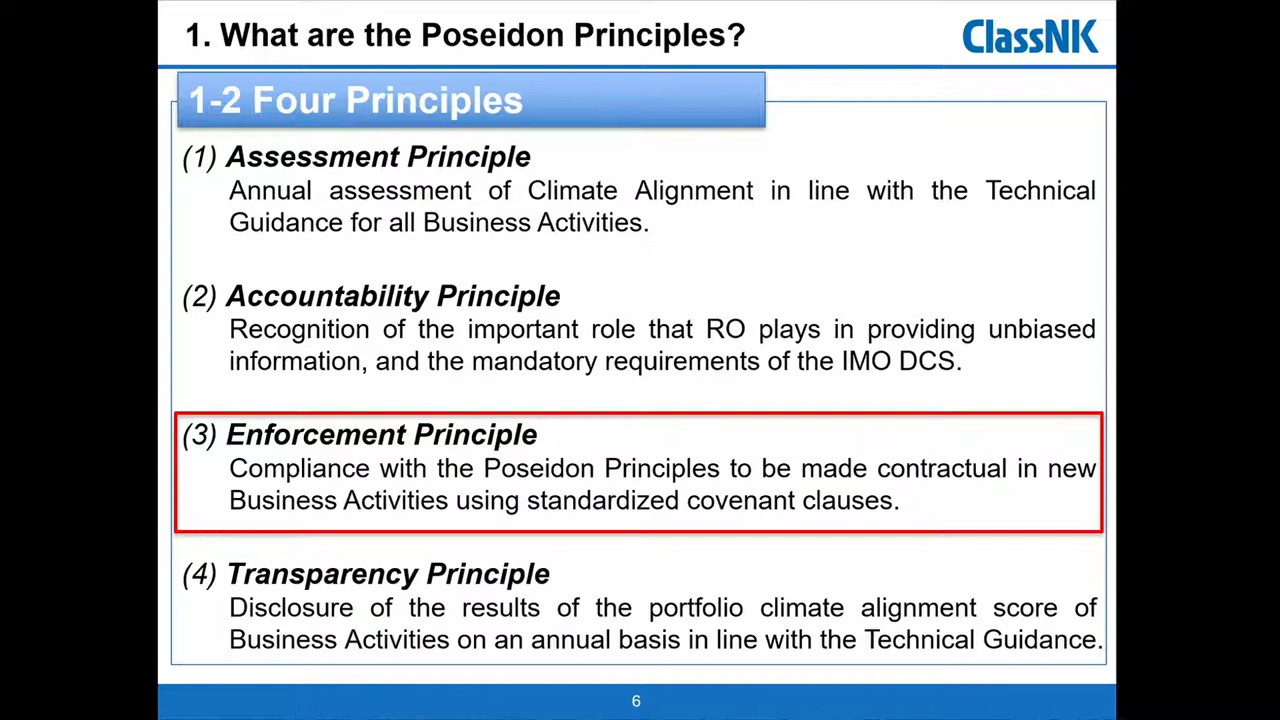 1. What are the Poseidon Principles?
ClassNK
1-2 Four Principles
(1) Assessment Principle
Annual assessment of Climate Alignment in line with the Technical
Guidance for all Business Activities.
(2) Accountability Principle
Recognition of the important role that RO plays in providing unbiased
information, and the mandatory requirements of the IMO DCS.
(3) Enforcement Principle
Compliance with the Poseidon Principles to be made contractual in new
Business Activities using standardized covenant clauses.
(4) Transparency Principle
Disclosure of the results of the portfolio climate alignment score of
Business Activities on an annual basis in line with the Technical Guidance.
6